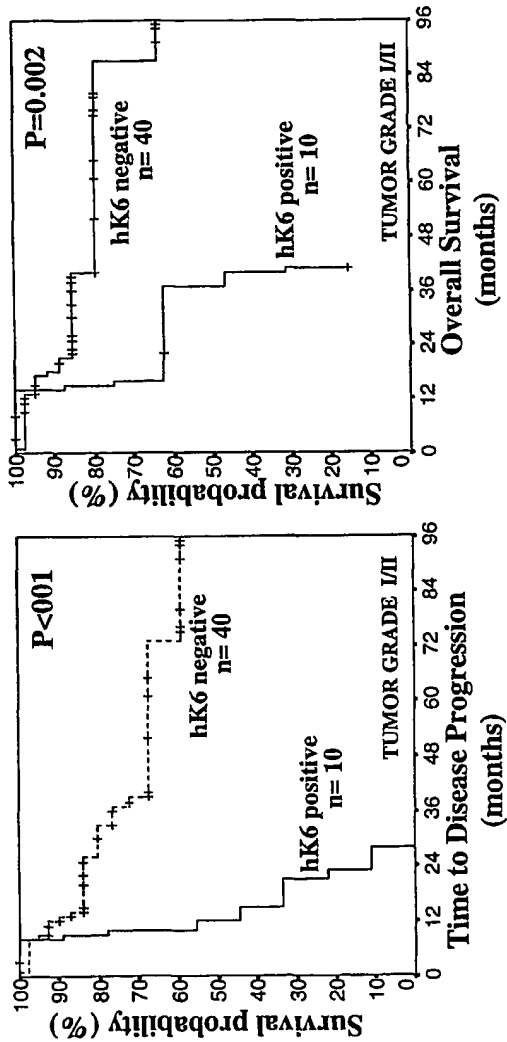 P<001
Survival probability (%)
100
90
80
70
60
50
40
30
20
10
0
hK6 negative
n= 40
hK6 positive
n= 10
TUMOR GRADE I/II
0 12 24 36 48 60 72 84 96
Time to Disease Progression
(months)
P=0.002
Survival probability (%)
100
90
80
70
60
50
40
30
20
10
0
hK6 negative
n= 40
hK6 positive
n= 10
TUMOR GRADE I/II
0 12 24 36 48 60 72 84 96
Overall Survival
(months)